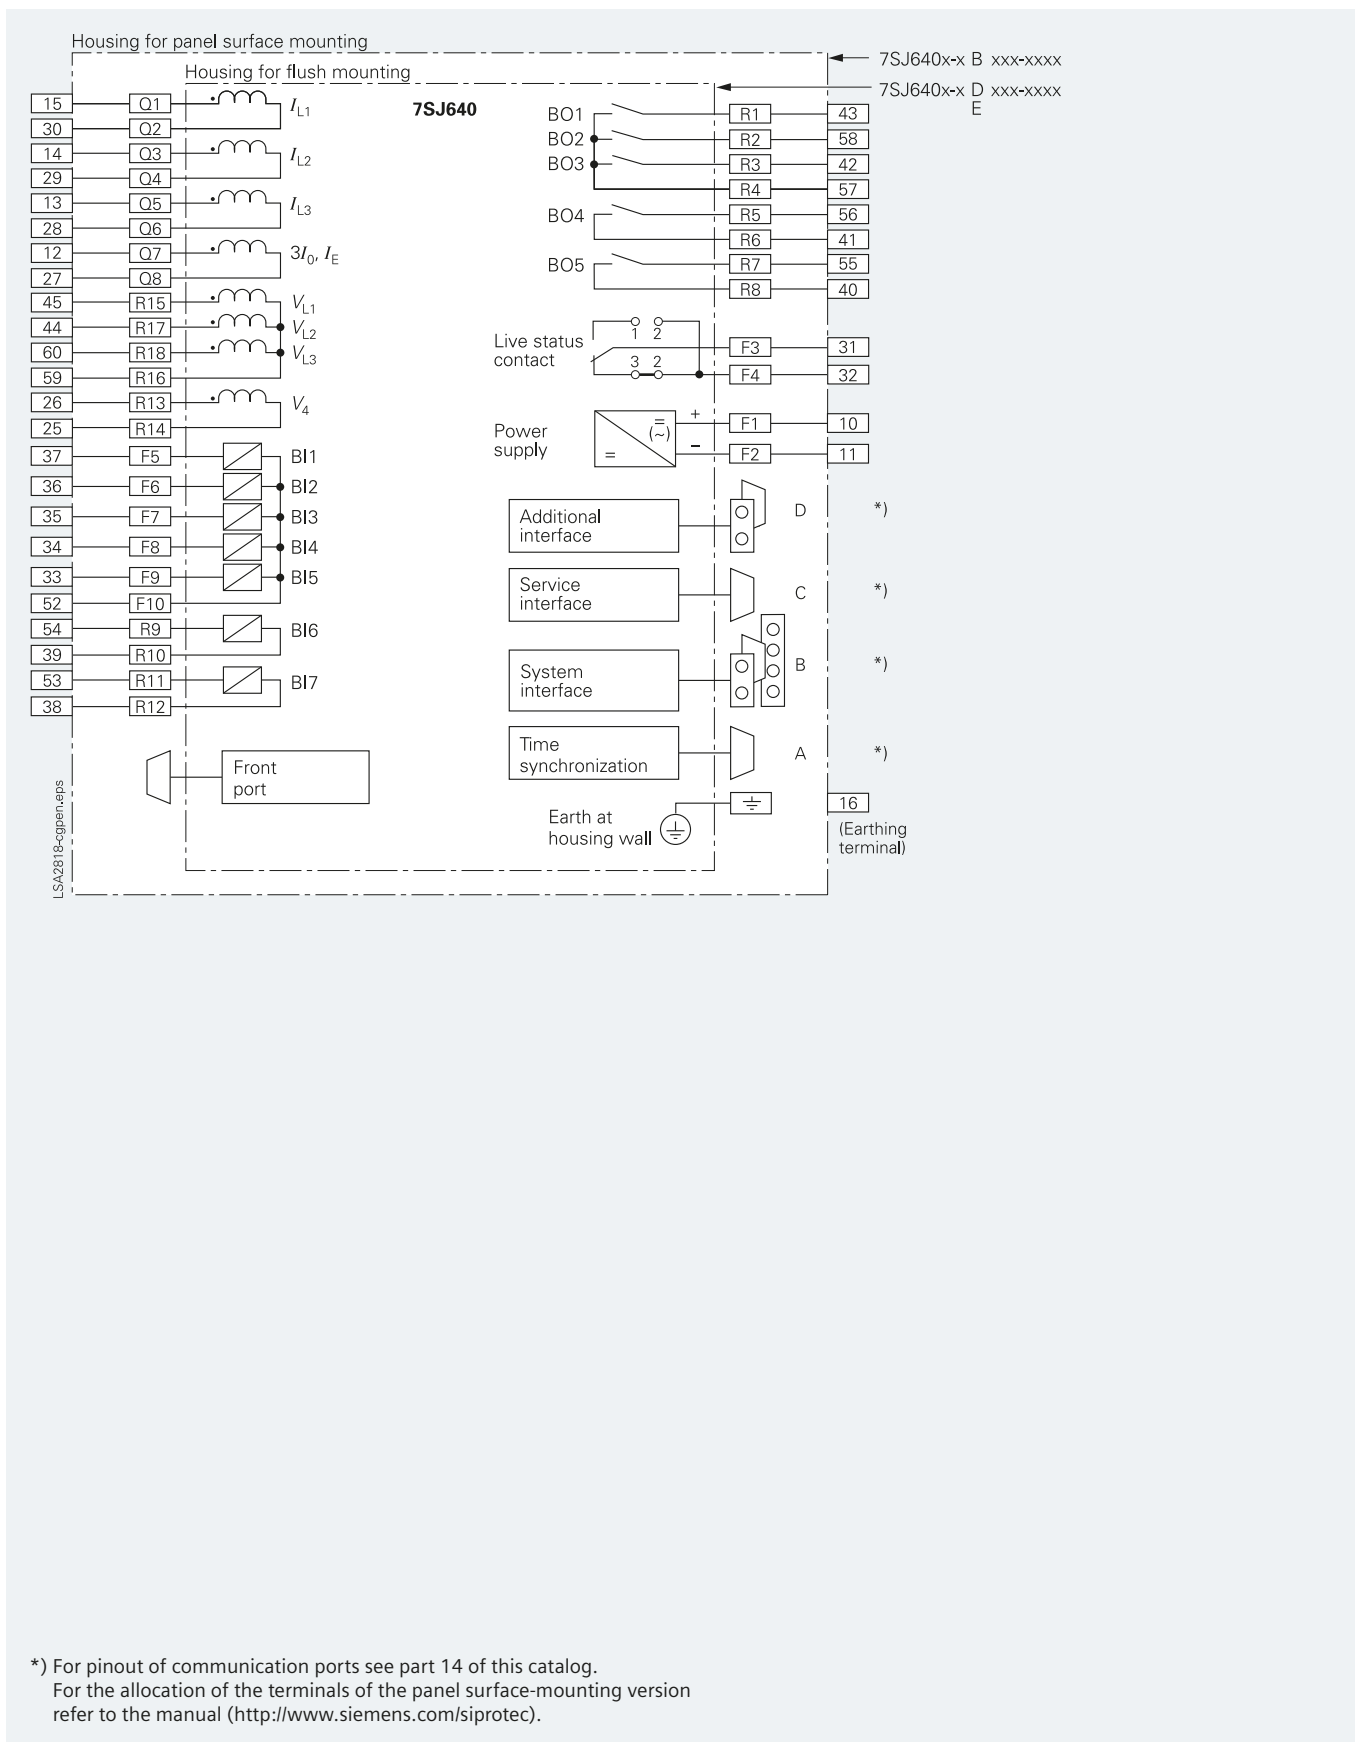 Housing for panel surface mounting
7SJ640x-x B xxx-xxxx
Housing for flush mounting
7SJ640x-x D xxx-xxxx
E
7SJ640
15 Q1 I L1
30 Q2
14 Q3 I L2
29 Q4
13 Q5 I L3
28 Q6
12 Q7 3I0, IE
27 Q8
45 R15 VL1
44 R17 VL2
60 R18 VL3
59 R16
26 R13 V4
25 R14
37 F5 BI1
36 F6 BI2
35 F7 BI3
34 F8 BI4
33 F9 BI5
52 F10
54 R9 BI6
39 R10
53 R11 BI7
38 R12
Front
port
BO1 R1 43
BO2 R2 58
BO3 R3 42
R4 57
BO4 R5 56
R6 41
BO5 R7 55
R8 40
Live status
contact
1 2
3 2
F3 31
F4 32
Power
supply
= (~)
=
+ F1 10
– F2 11
Additional
interface
D *)
Service
interface
C *)
System
interface
B *)
Time
synchronization
A *)
Earth at
housing wall
16
(Earthing
terminal)
LSA2818-cgpen.eps
*) For pinout of communication ports see part 14 of this catalog.
For the allocation of the terminals of the panel surface-mounting version
refer to the manual (http://www.siemens.com/siprotec).